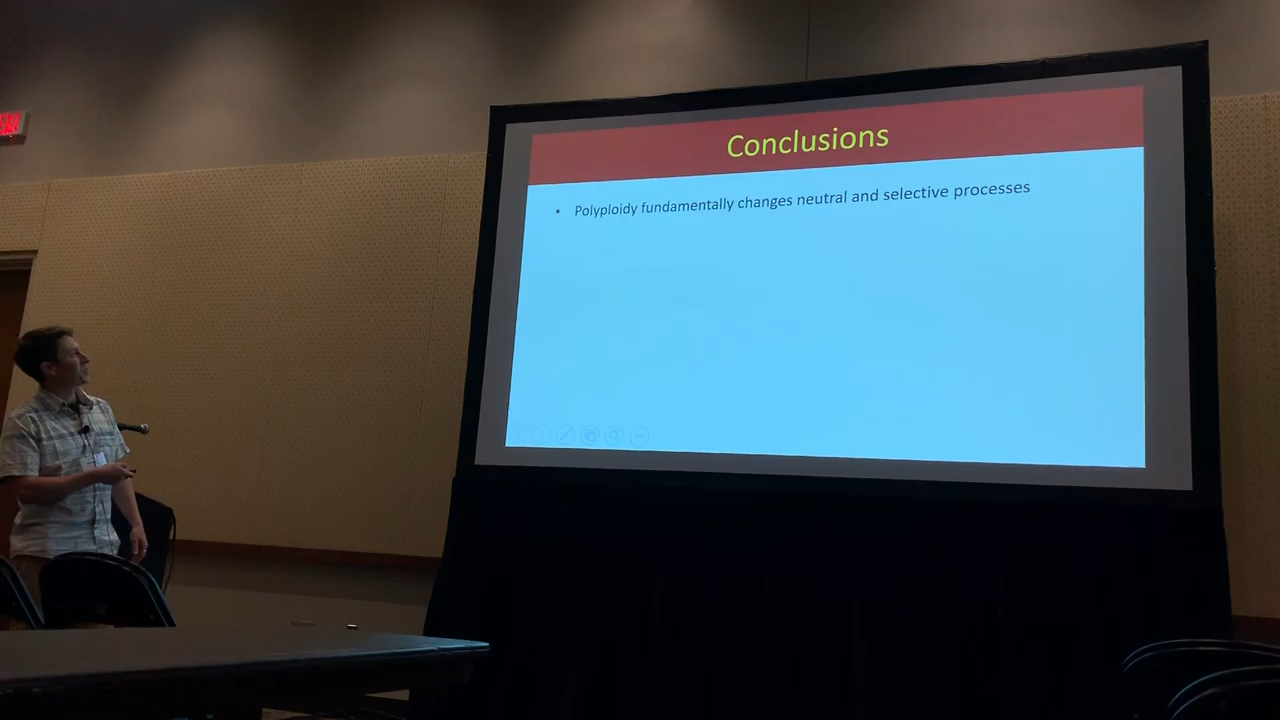 Conclusions
• Polyploidy fundamentally changes neutral and selective processes